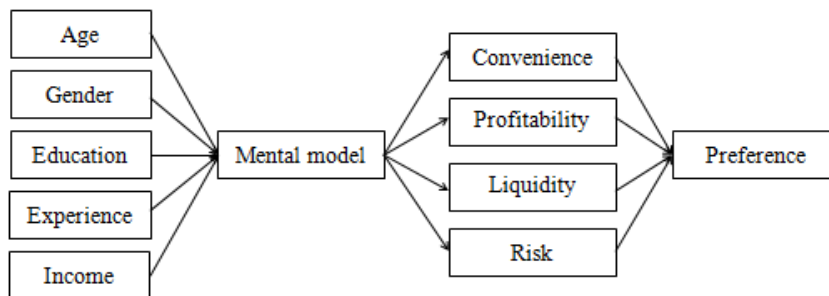 Age
Gender
Education
Experience
Income
Mental model
Convenience
Profitability
Liquidity
Risk
Preference